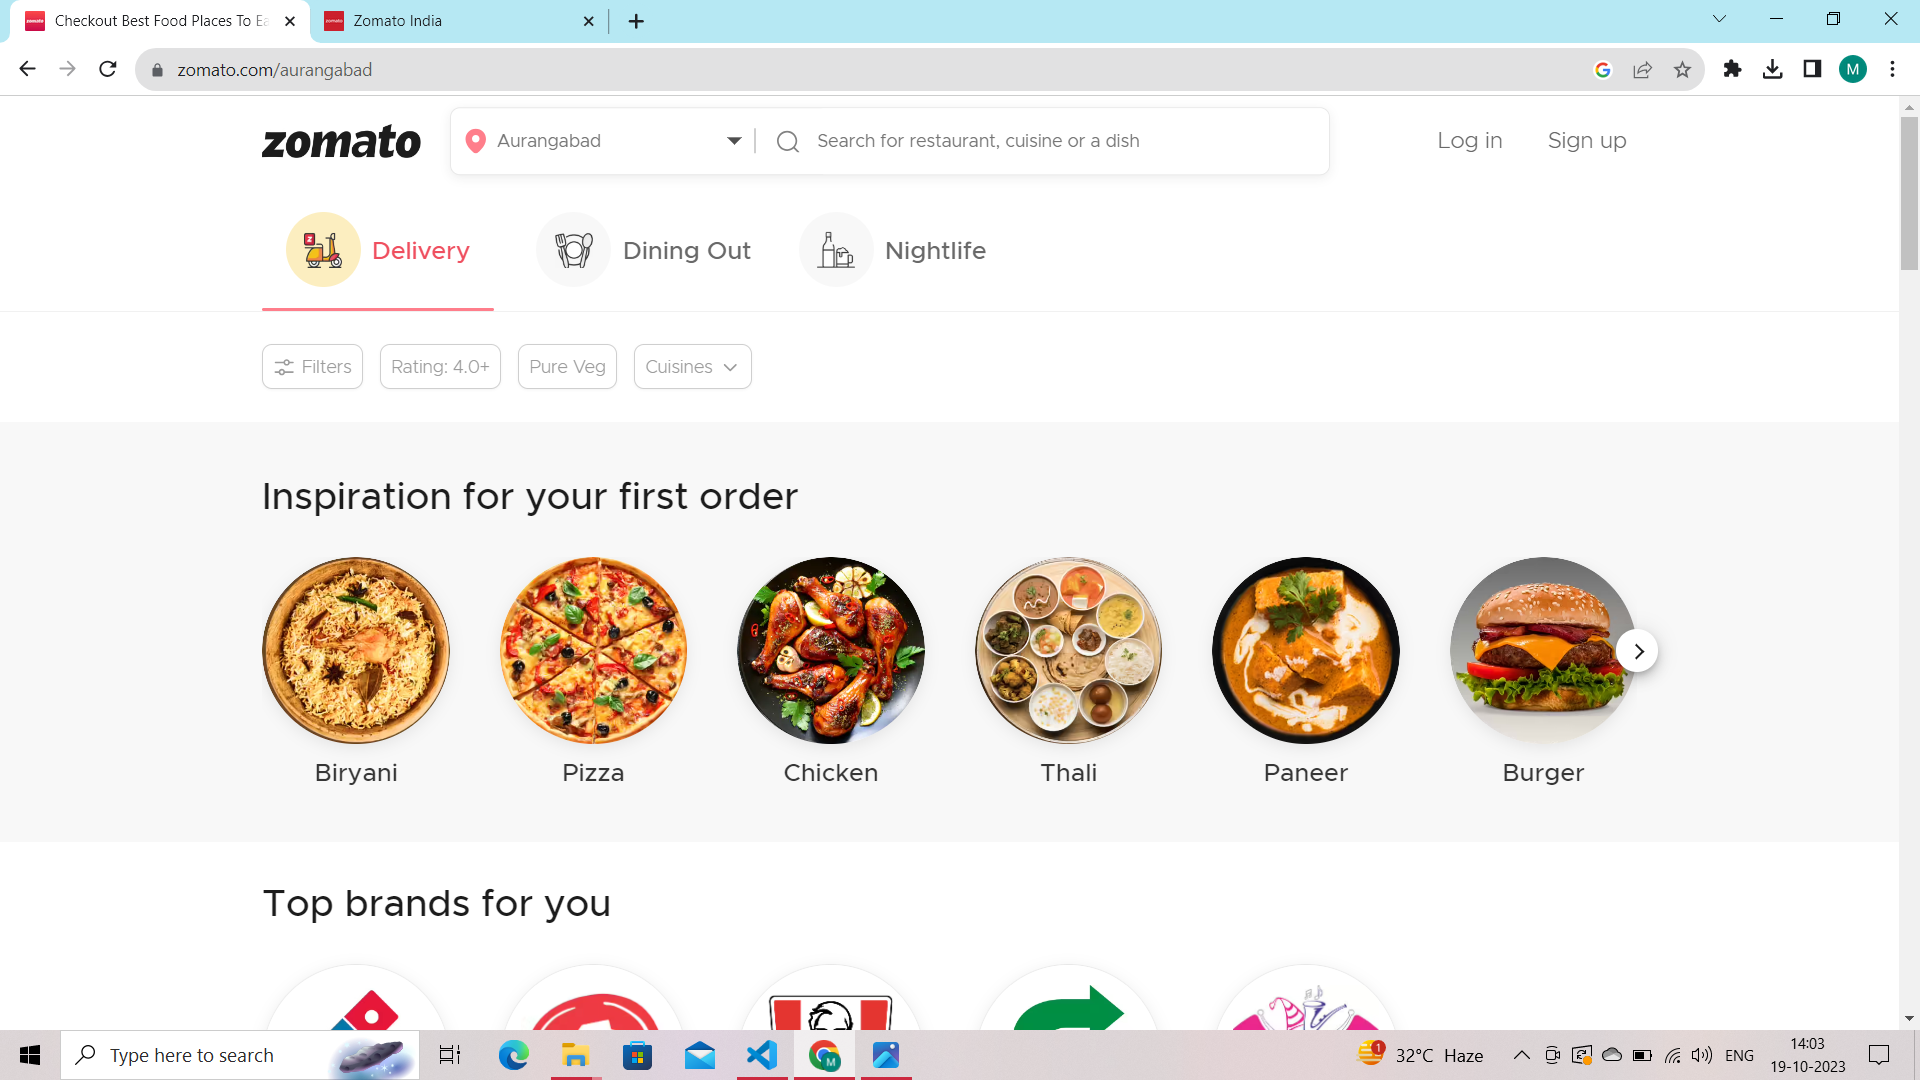 Checkout Best Food Places To Ea
Zomato India
zomato.com/aurangabad
M
zomato
Aurangabad
Search for restaurant, cuisine or a dish
Log in
Sign up
Delivery
Dining Out
Nightlife
Filters
Rating: 4.0+
Pure Veg
Cuisines
Inspiration for your first order
Biryani
Pizza
Chicken
Thali
Paneer
Burger
Top brands for you
Type here to search
M
1
32°C Haze
ENG
14:03
19-10-2023